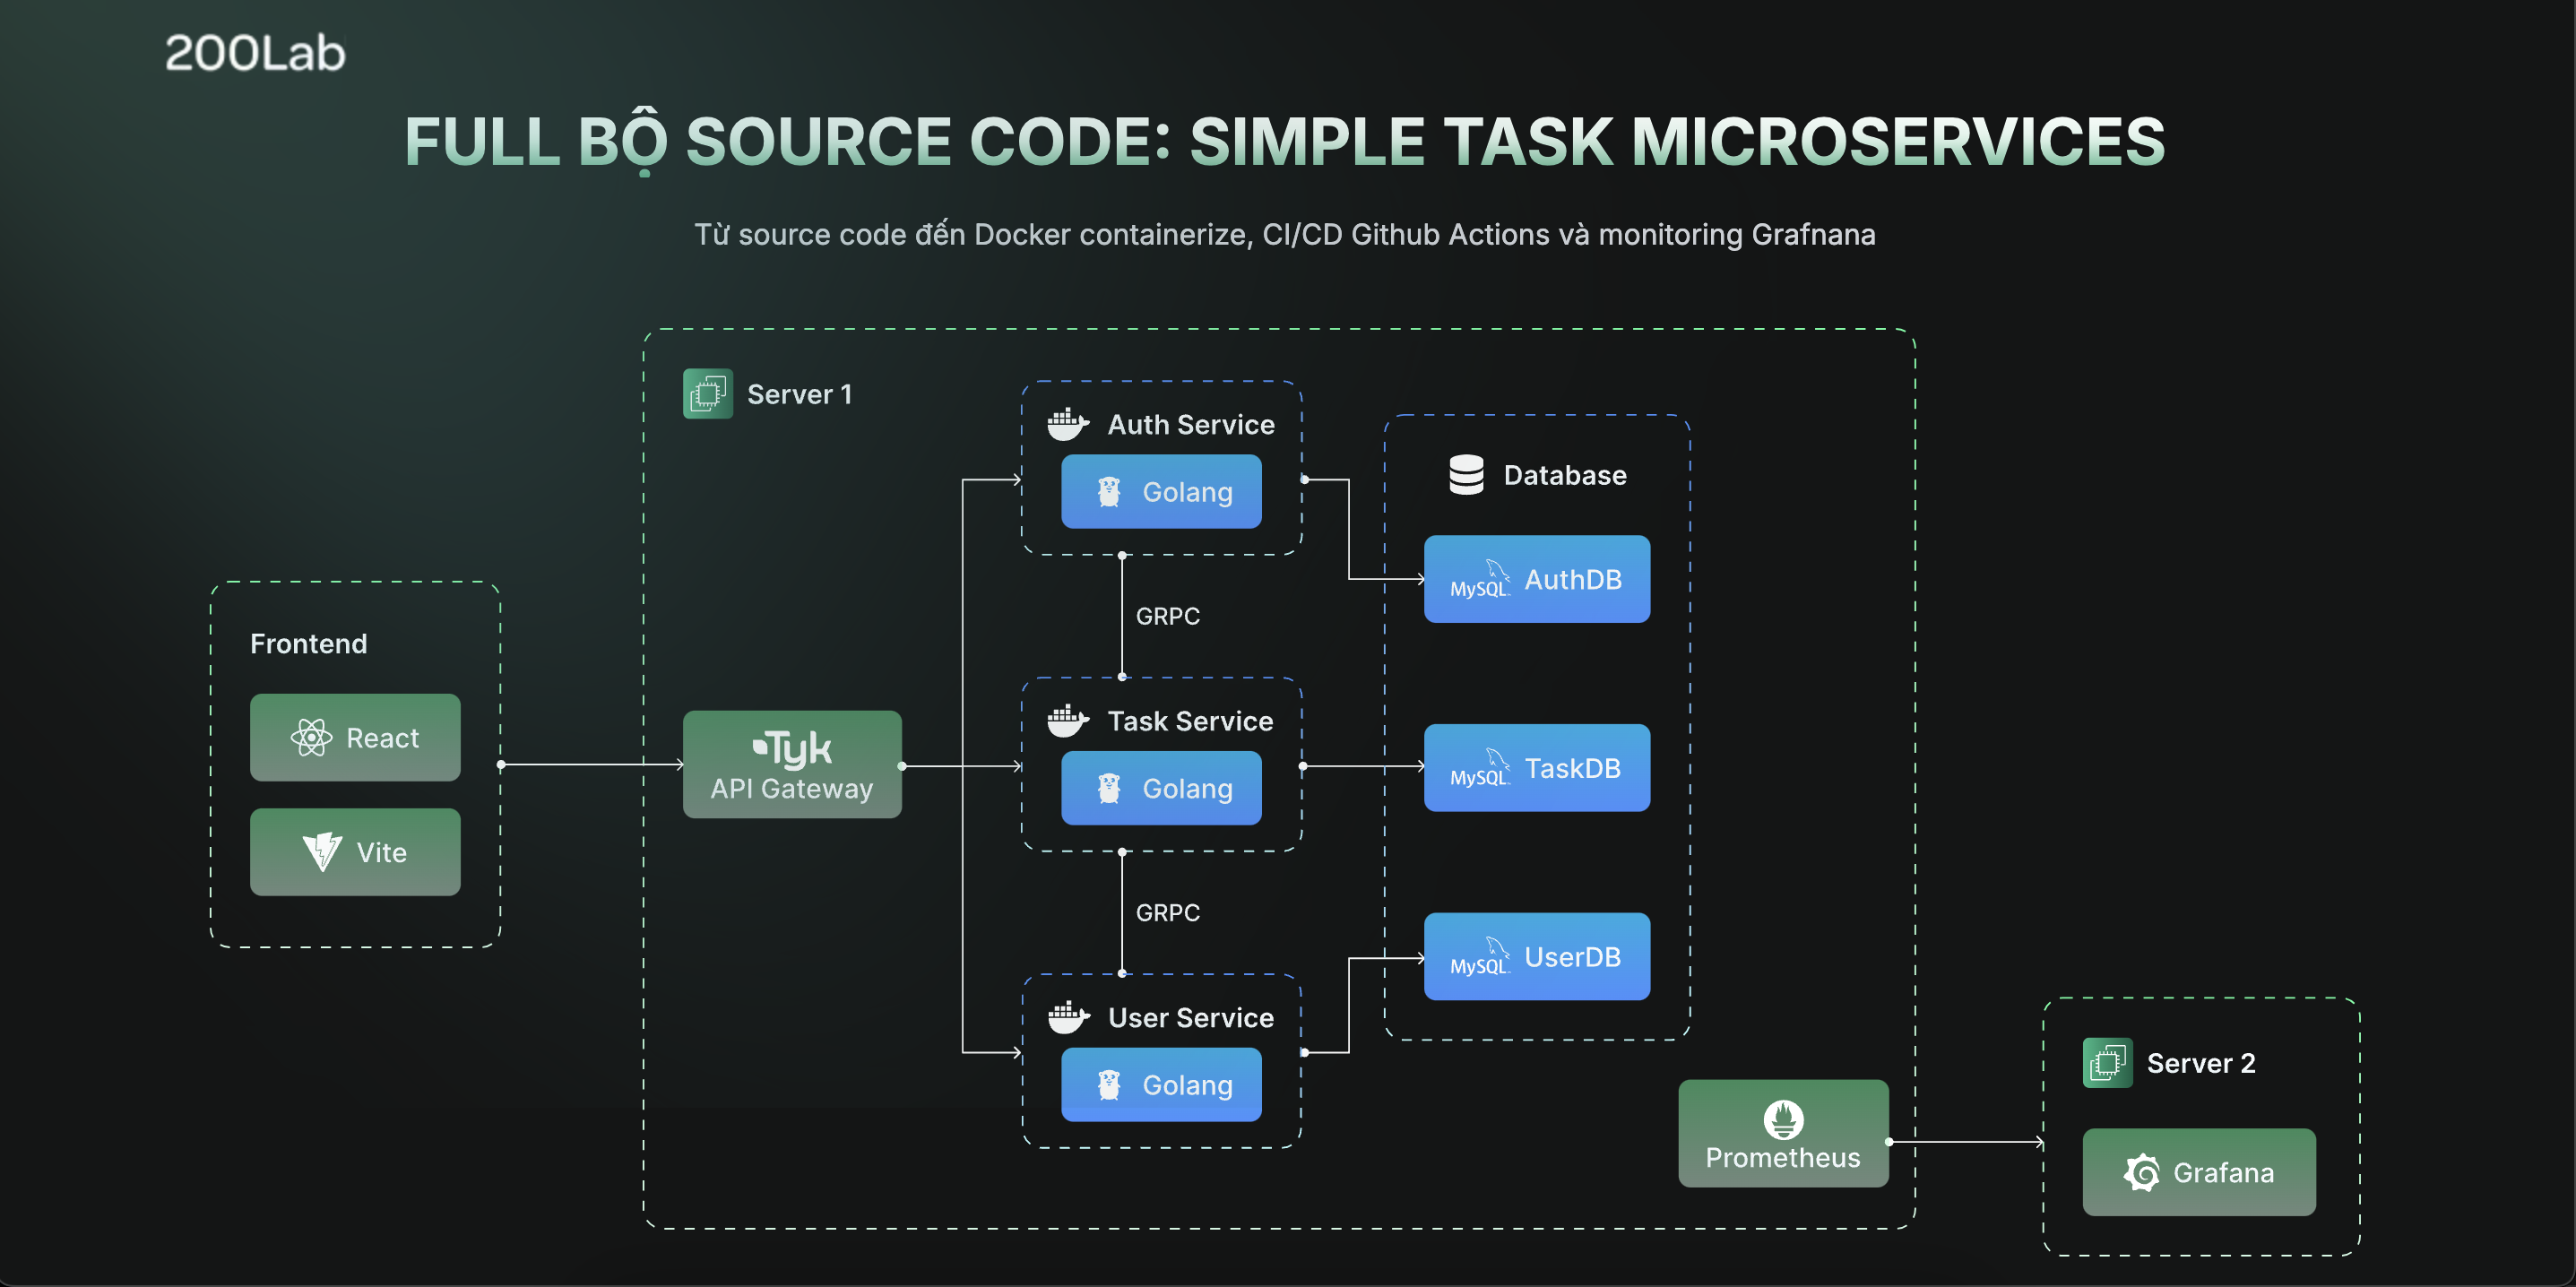 200Lab
FULL BỘ SOURCE CODE: SIMPLE TASK MICROSERVICES
Từ source code đến Docker containerize, CI/CD Github Actions và monitoring Grafnana
Server 1
Auth Service
Golang
Database
MySQL AuthDB
GRPC
Frontend
React
Vite
Tyk
API Gateway
Task Service
Golang
MySQL TaskDB
GRPC
User Service
Golang
MySQL UserDB
Prometheus
Server 2
Grafana